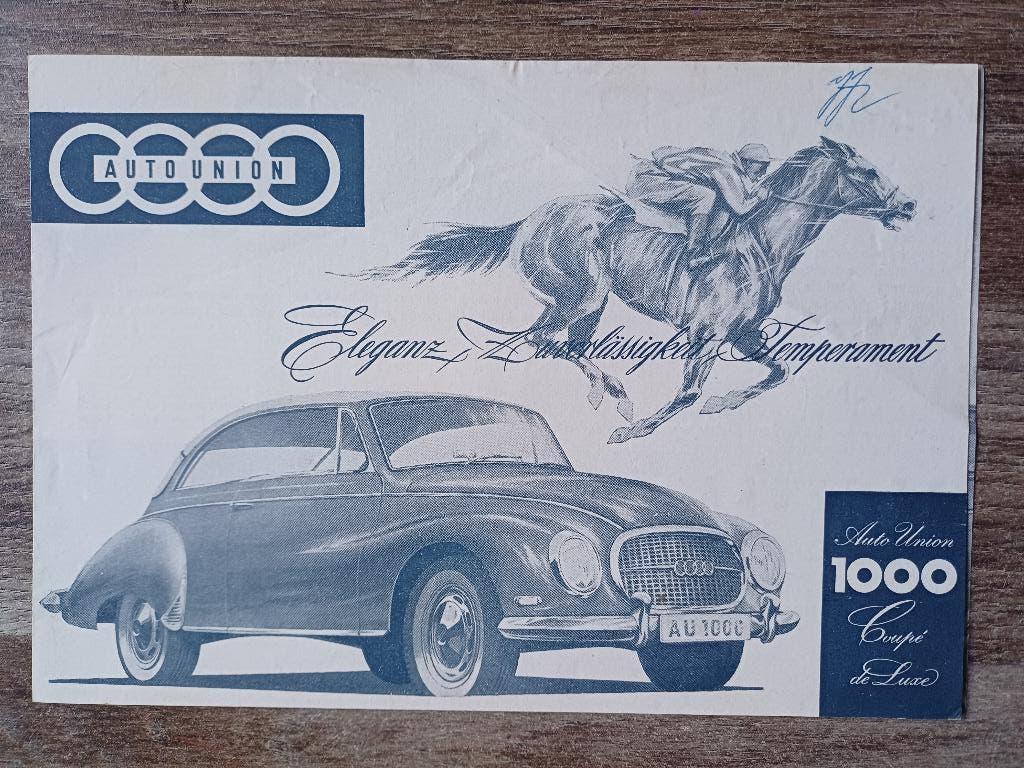 AUTO UNION
Eleganz, Zuverlässigkeit, Temperament
AU 1000
Auto Union
1000
Coupé
de Luxe